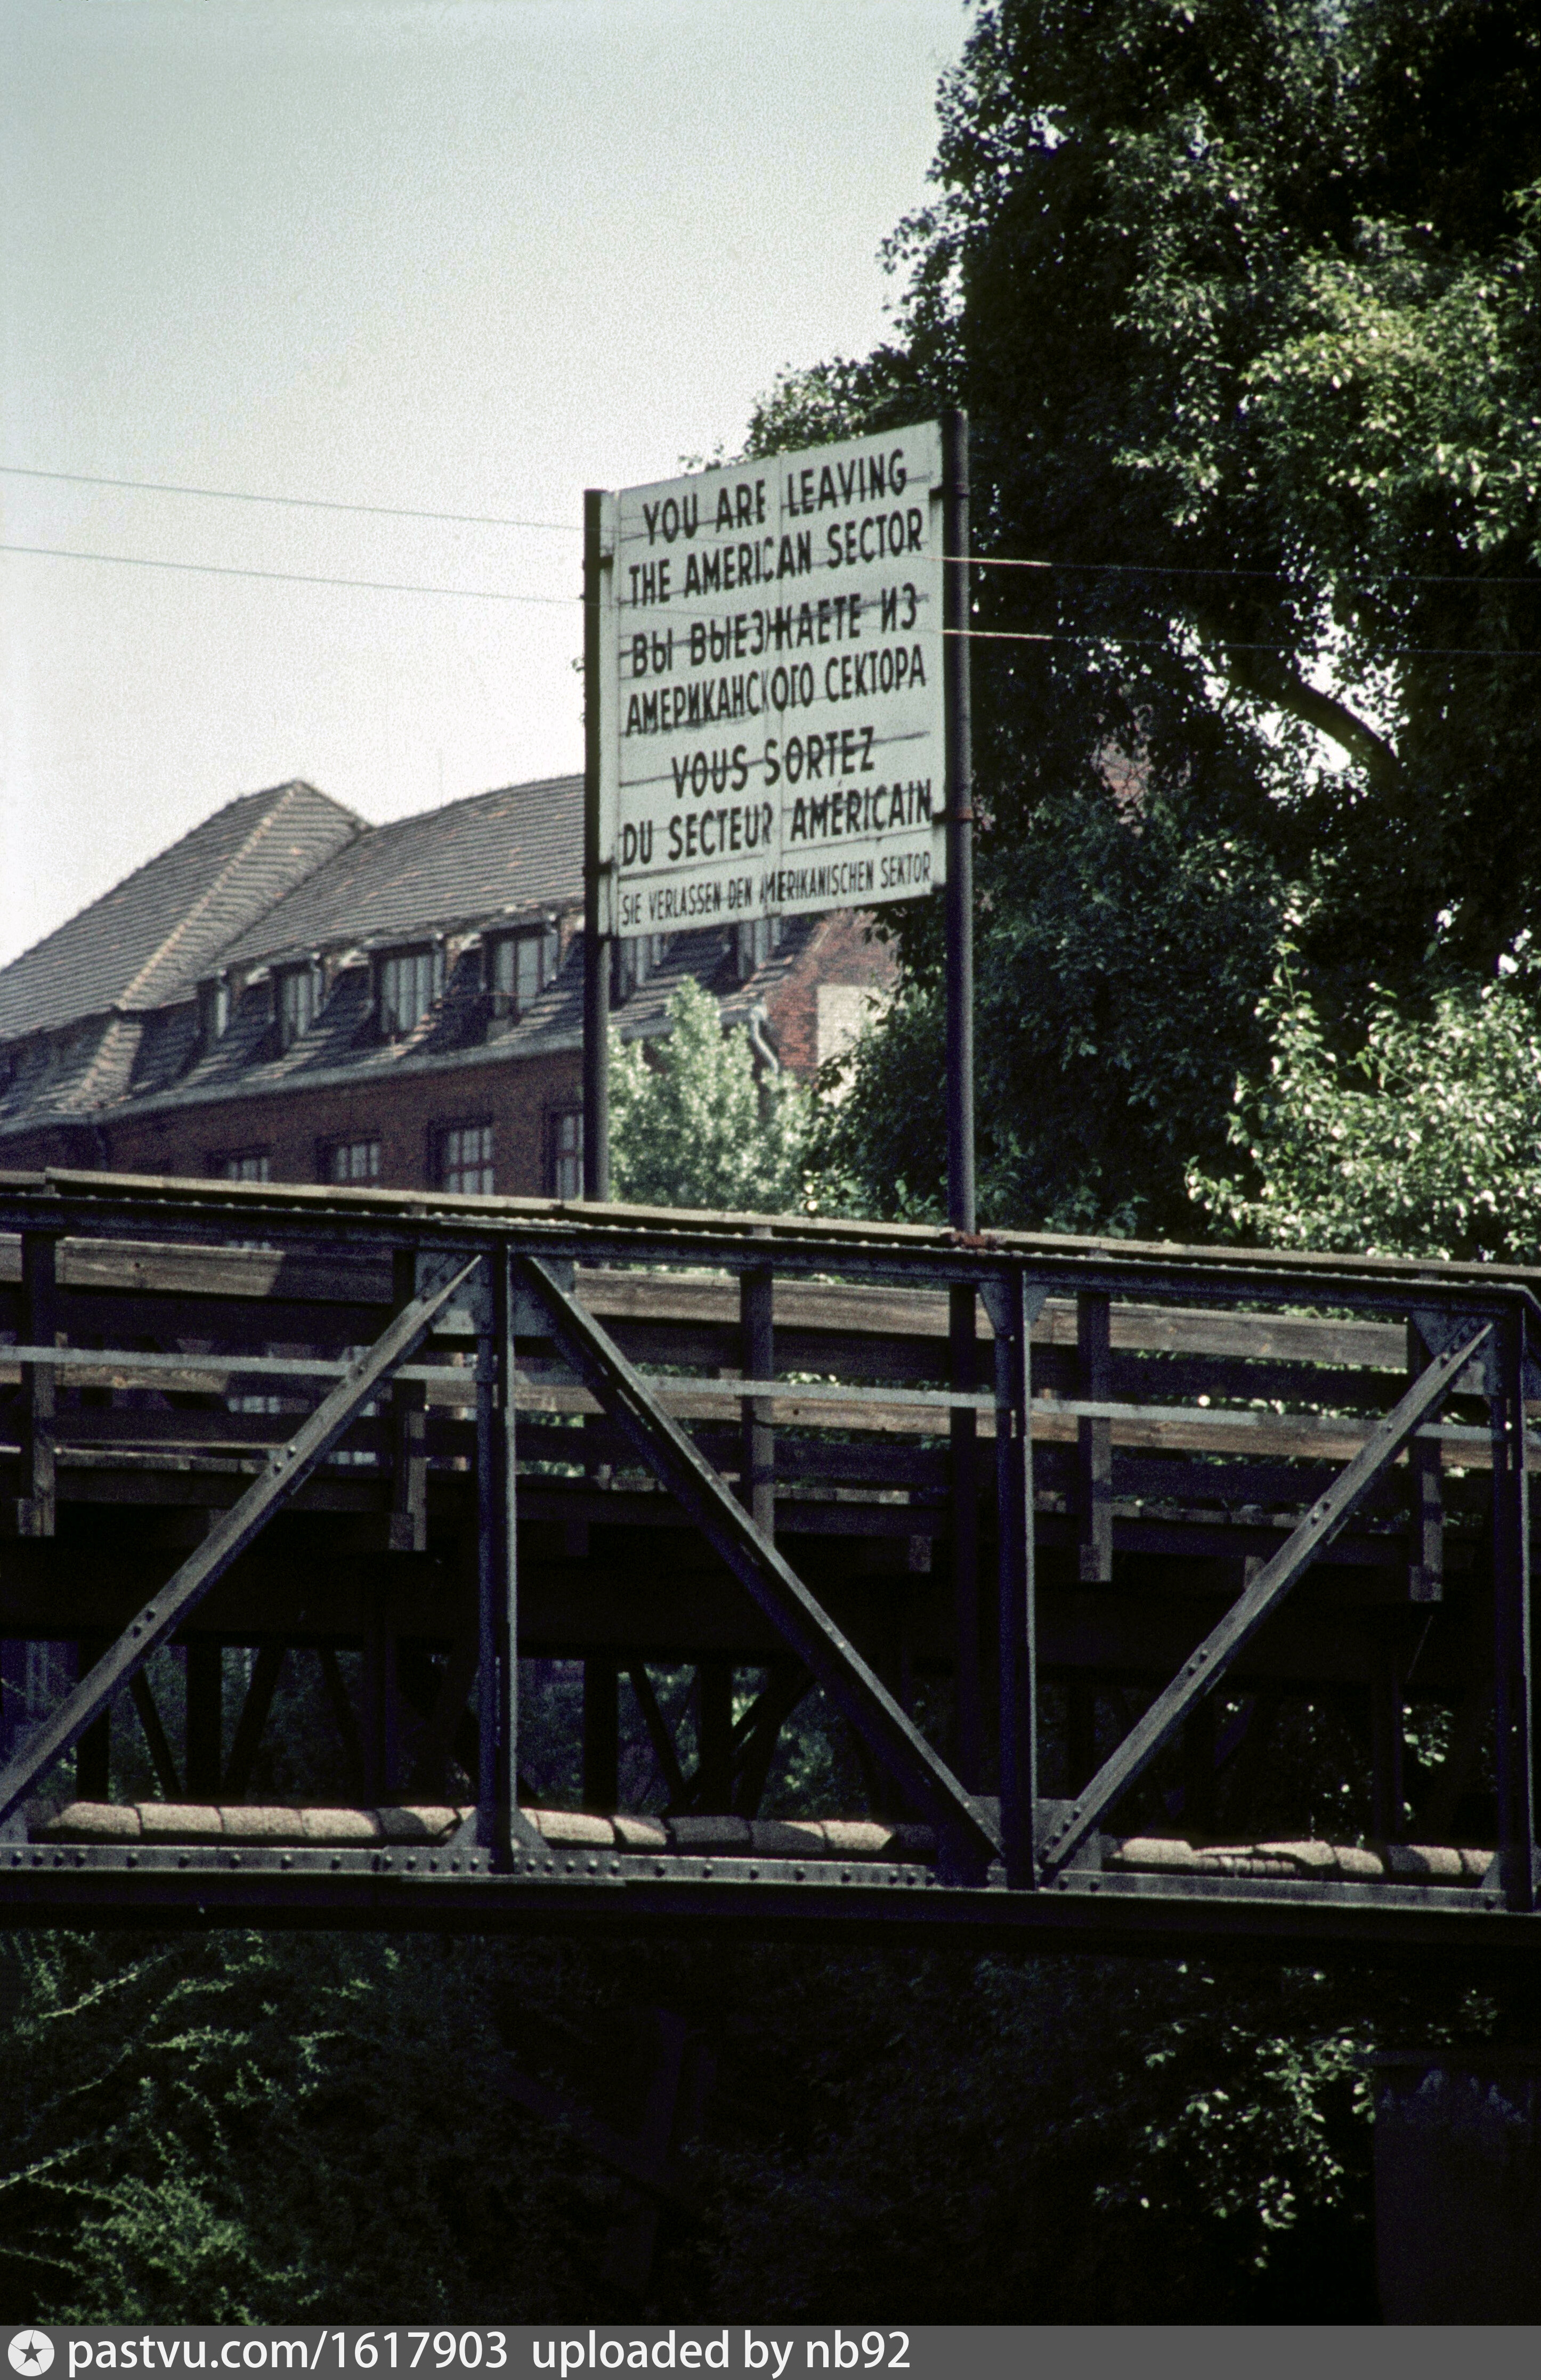 YOU ARE LEAVING
THE AMERICAN SECTOR
ВЫ ВЫЕЗЖАЕТЕ ИЗ
АМЕРИКАНСКОГО СЕКТОРА
VOUS SORTEZ
DU SECTEUR AMÉRICAIN
SIE VERLASSEN DEN AMERIKANISCHEN SEKTOR
pastvu.com/1617903 uploaded by nb92